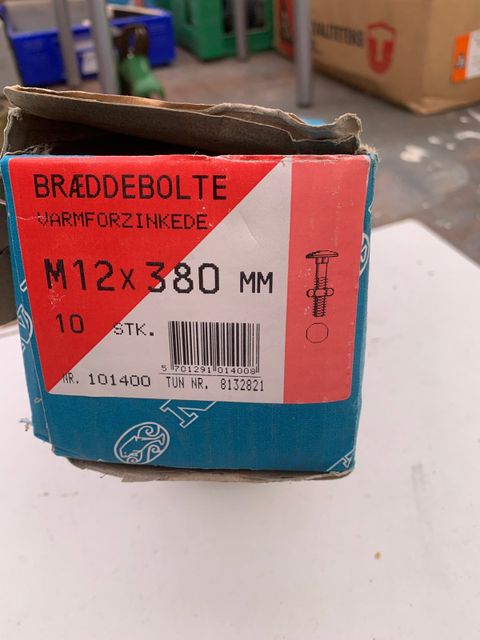 BRÆDDEBOLTE
VARMFORZINKEDE
M12x380 MM
10 STK.
5 701291 014008
NR. 101400 TUN NR. 8132821